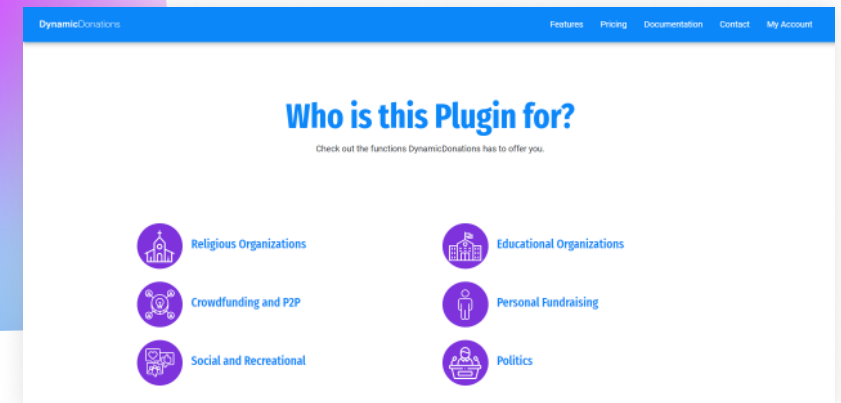 DynamicDonations Features Pricing Documentation Contact My Account
Who is this Plugin for?
Check out the functions DynamicDonations has to offer you.
Religious Organizations Educational Organizations
Crowdfunding and P2P Personal Fundraising
Social and Recreational Politics